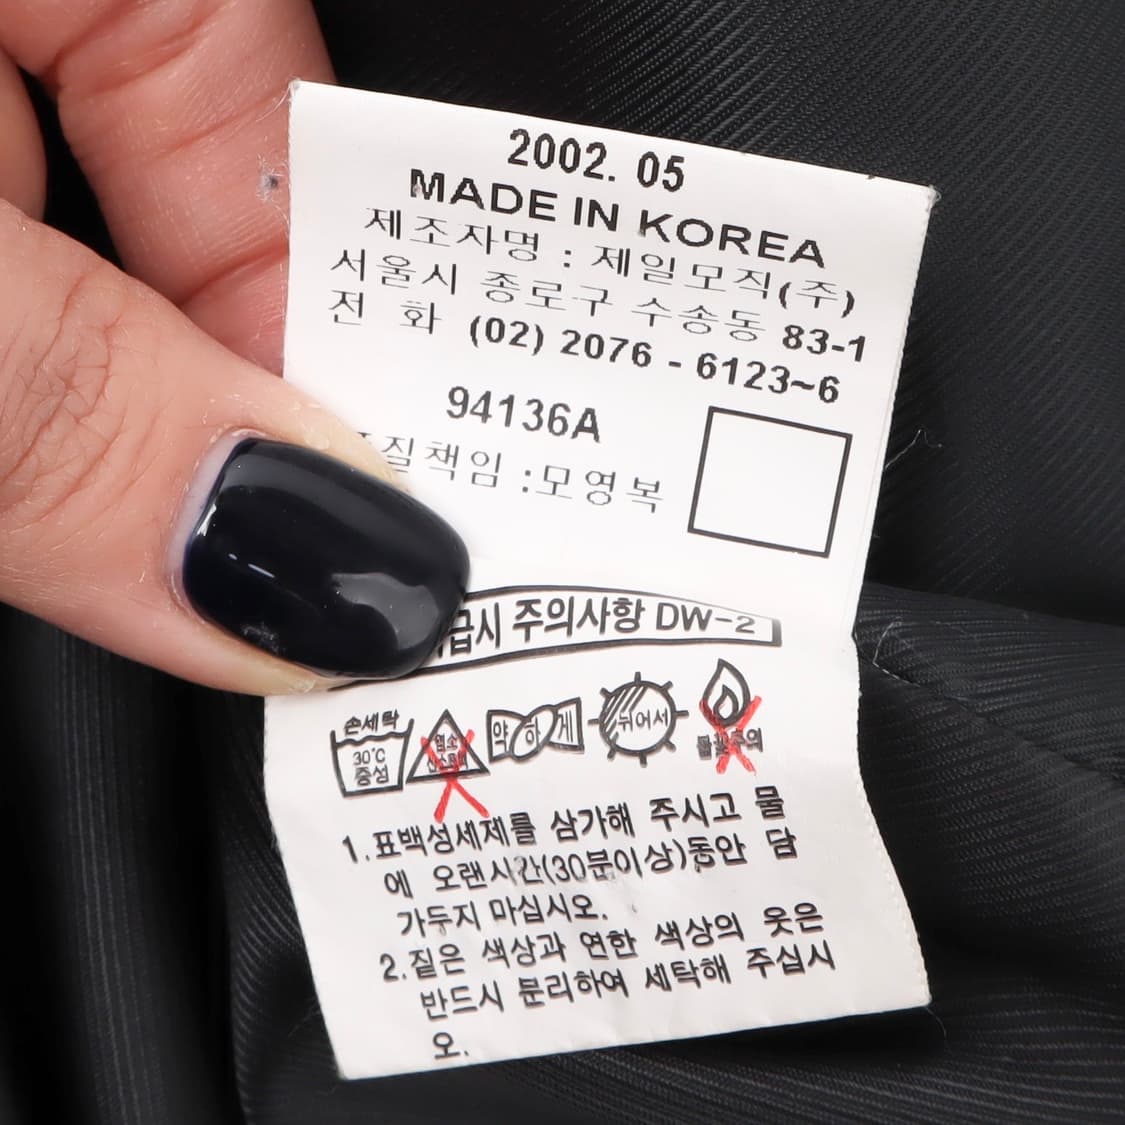 2002. 05
MADE IN KOREA
제조자명 : 제일모직(주)
서울시 종로구 수송동 83-1
전 화 (02) 2076 - 6123~6
94136A
질책임 :모영복
급시 주의사항 DW-2
손세탁
30℃
중성
약하게
뉘어서
1.표백성세제를 삼가해 주시고 물
에 오랜시간(30분이상)동안 담
가두지 마십시오.
2.짙은 색상과 연한 색상의 옷은
반드시 분리하여 세탁해 주십시
오.